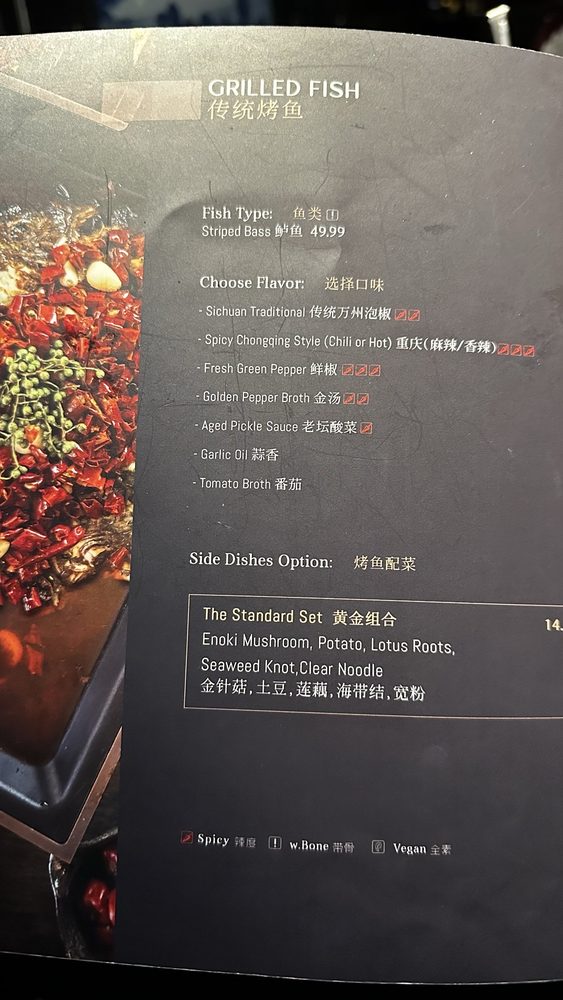 GRILLED FISH
传统烤鱼
Fish Type: 鱼类
Striped Bass 鲈鱼 49.99
Choose Flavor: 选择口味
- Sichuan Traditional 传统万州泡椒
- Spicy Chongqing Style (Chili or Hot) 重庆(麻辣/香辣)
- Fresh Green Pepper 鲜椒
- Golden Pepper Broth 金汤
- Aged Pickle Sauce 老坛酸菜
- Garlic Oil 蒜香
- Tomato Broth 番茄
Side Dishes Option: 烤鱼配菜
The Standard Set 黄金组合 14.
Enoki Mushroom, Potato, Lotus Roots,
Seaweed Knot,Clear Noodle
金针菇,土豆,莲藕,海带结,宽粉
Spicy 辣度 ! w.Bone 带骨 Vegan 全素